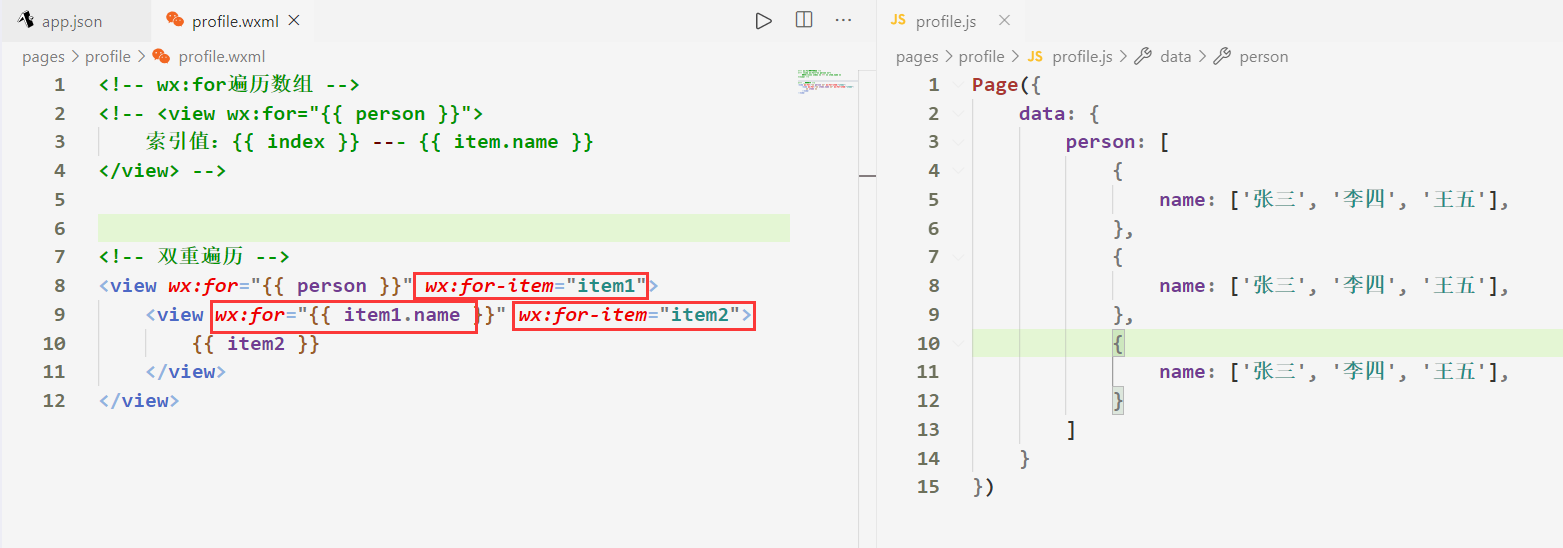 app.json
profile.wxml
pages > profile > profile.wxml
1 <!-- wx:for遍历数组 -->
2 <!-- <view wx:for="{{ person }}">
3 索引值：{{ index }} --- {{ item.name }}
4 </view> -->
5
6
7 <!-- 双重遍历 -->
8 <view wx:for="{{ person }}" wx:for-item="item1">
9 <view wx:for="{{ item1.name }}" wx:for-item="item2">
10 {{ item2 }}
11 </view>
12 </view>
JS profile.js
pages > profile > JS profile.js > data > person
1 Page({
2 data: {
3 person: [
4 {
5 name: ['张三', '李四', '王五'],
6 },
7 {
8 name: ['张三', '李四', '王五'],
9 },
10 {
11 name: ['张三', '李四', '王五'],
12 }
13 ]
14 }
15 })